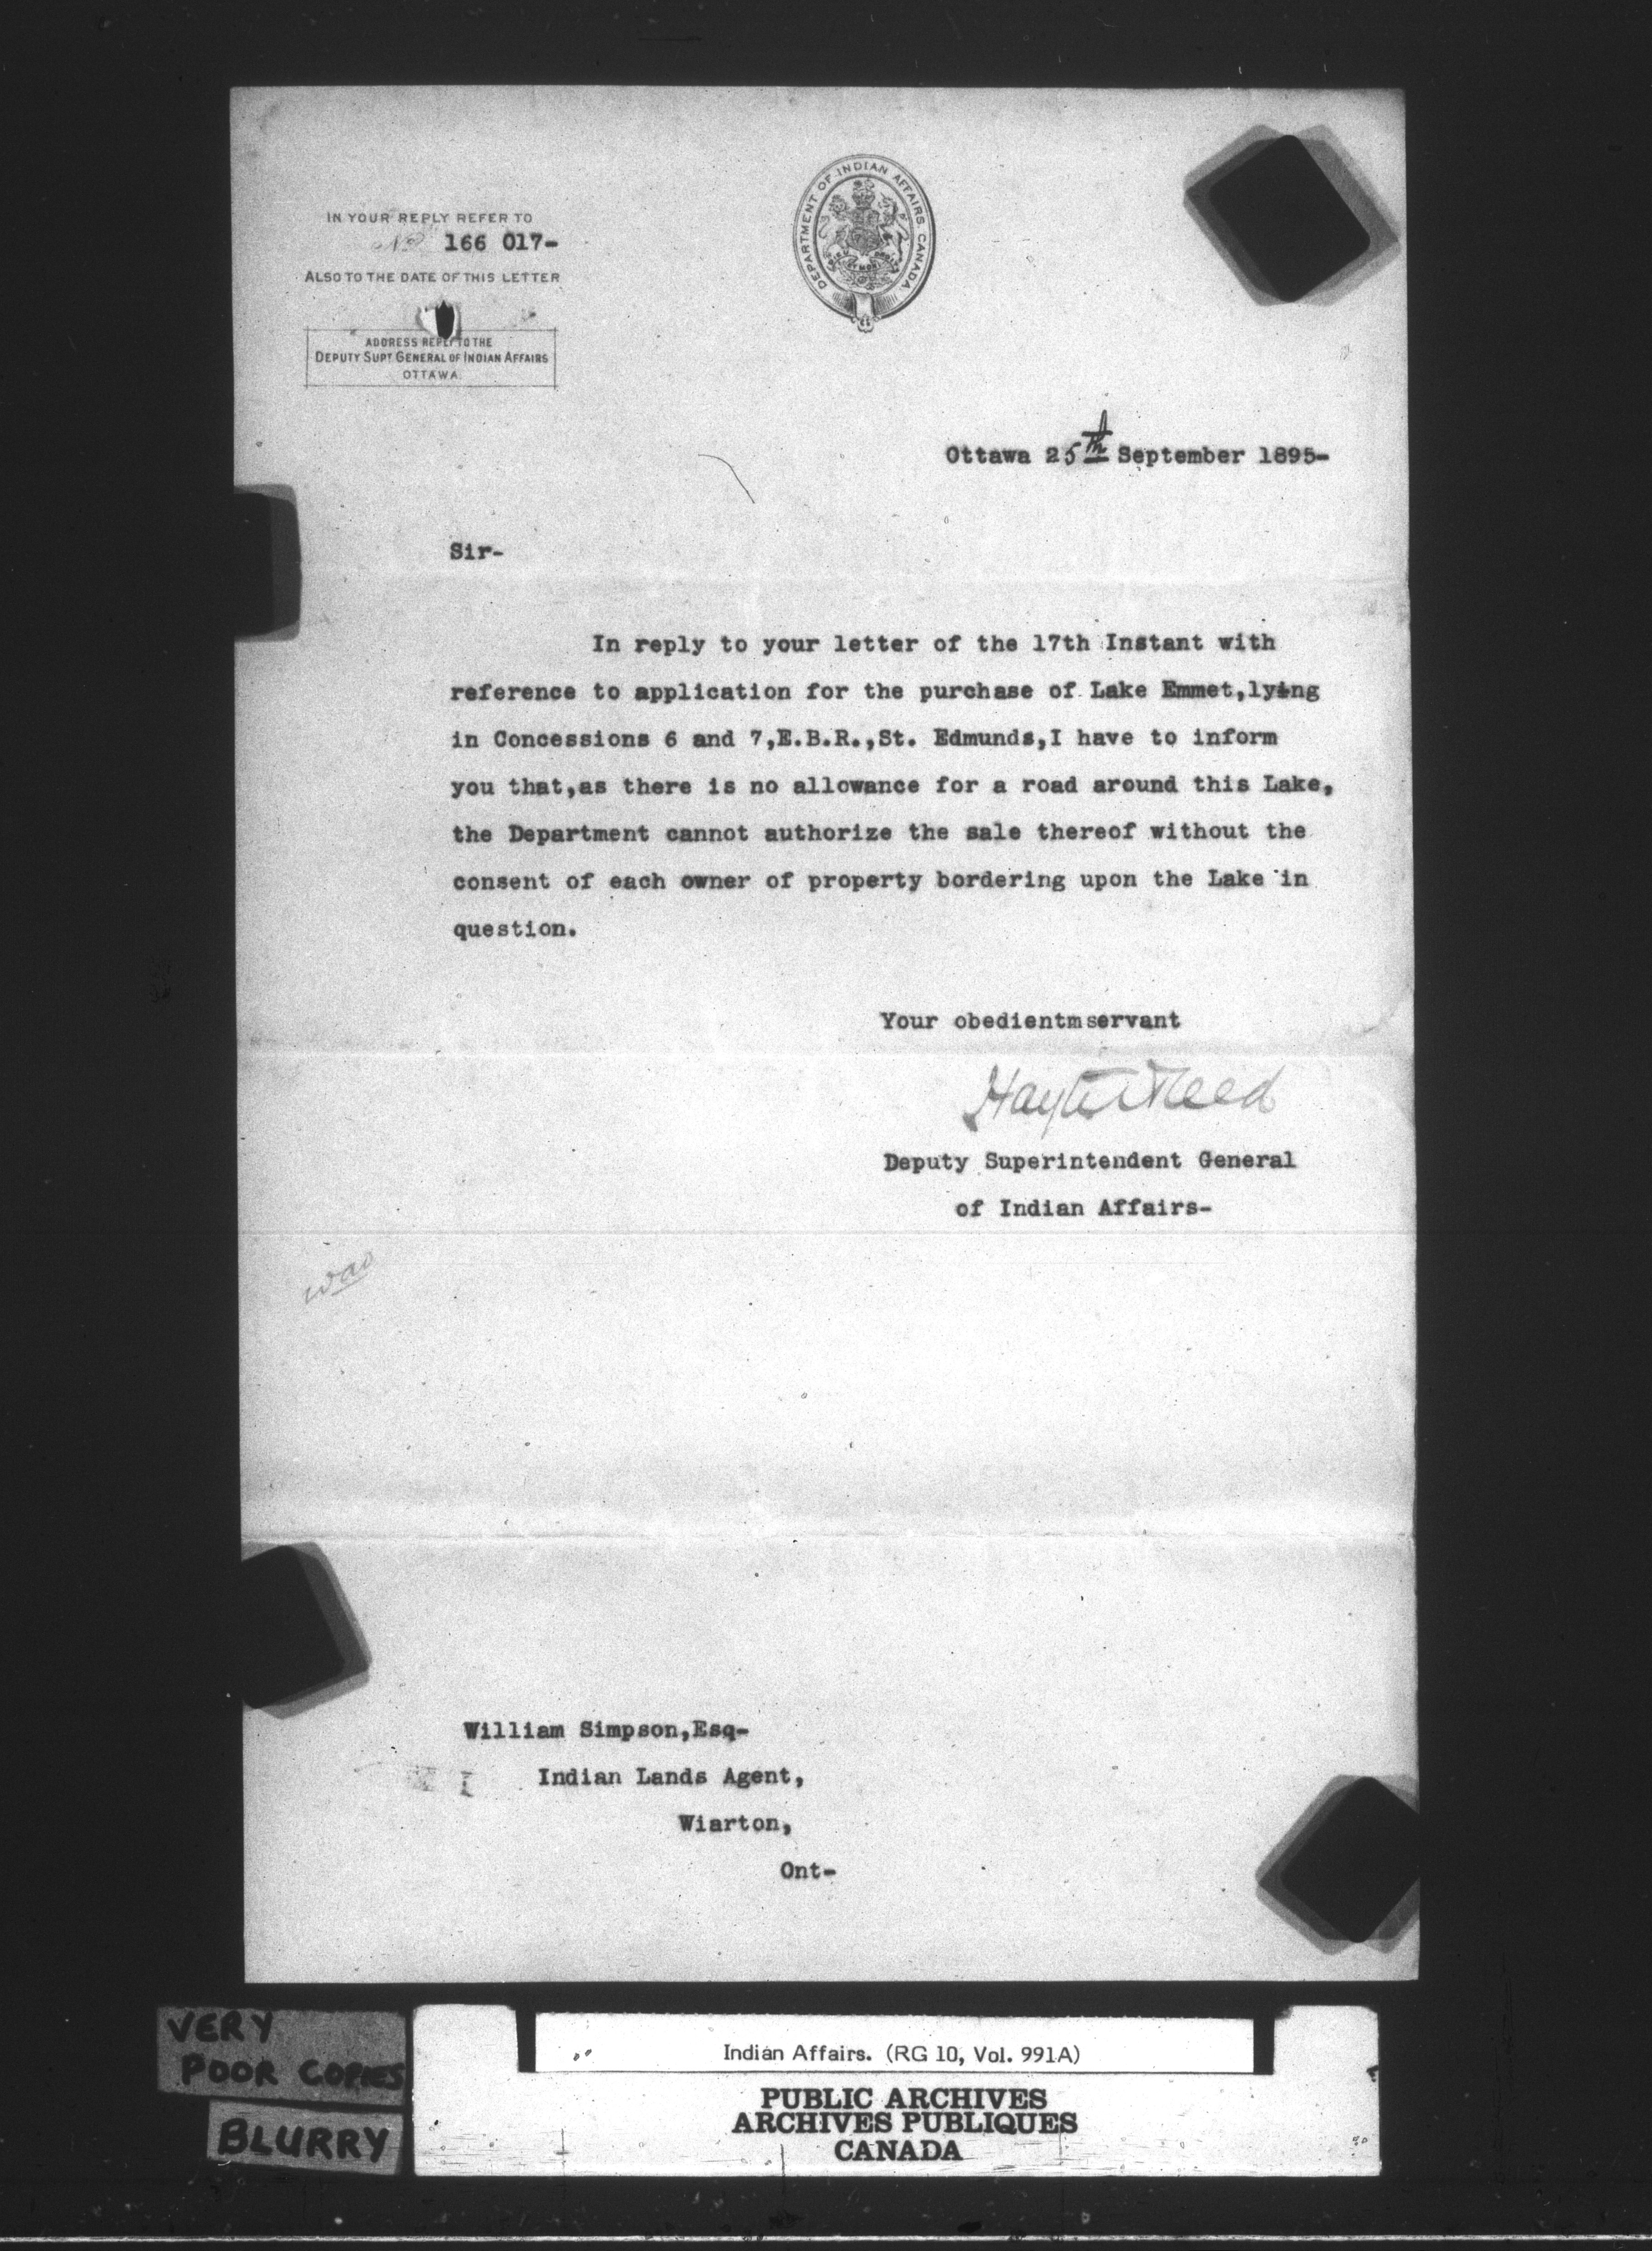 IN YOUR REPLY REFER TO
No 166 017-
ALSO TO THE DATE OF THIS LETTER
ADDRESS REPLY TO THE
DEPUTY SUPT GENERAL OF INDIAN AFFAIRS
OTTAWA
DEPARTMENT OF INDIAN AFFAIRS CANADA
Ottawa 25th September 1895-
Sir-
In reply to your letter of the 17th Instant with
reference to application for the purchase of Lake Emmet,lying
in Concessions 6 and 7,E.B.R.,St. Edmunds,I have to inform
you that,as there is no allowance for a road around this Lake,
the Department cannot authorize the sale thereof without the
consent of each owner of property bordering upon the Lake in
question.
Your obedientmservant
Hayter Reed
Deputy Superintendent General
of Indian Affairs-
William Simpson,Esq-
Indian Lands Agent,
Wiarton,
Ont-
VERY
POOR COPIES
BLURRY
Indian Affairs. (RG 10, Vol. 991A)
PUBLIC ARCHIVES
ARCHIVES PUBLIQUES
CANADA